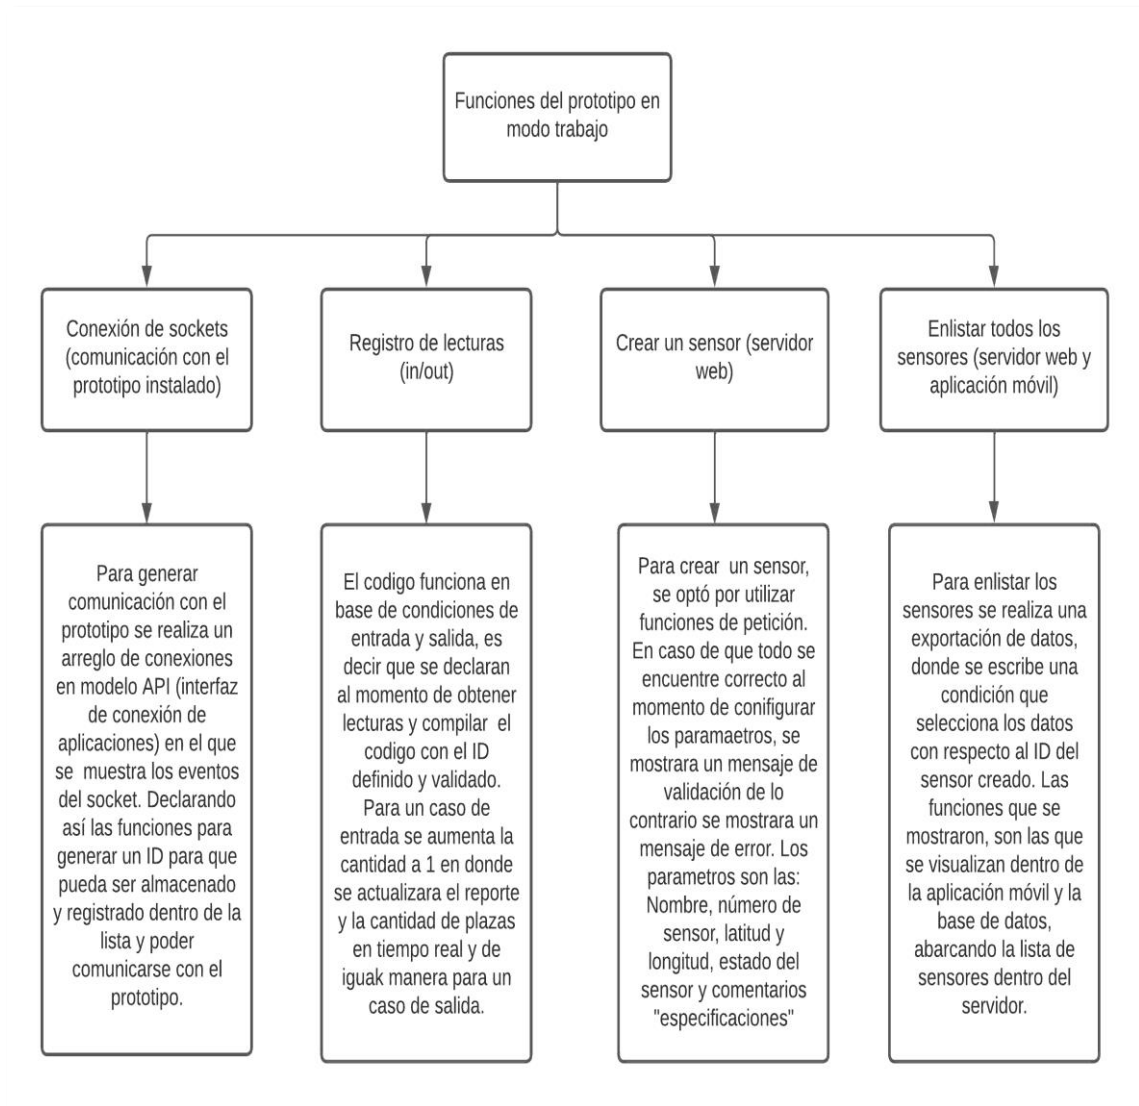 Funciones del prototipo en
modo trabajo
Conexión de sockets
(comunicación con el
prototipo instalado)
Registro de lecturas
(in/out)
Crear un sensor (servidor
web)
Enlistar todos los
sensores (servidor web y
aplicación móvil)
Para generar
comunicación con el
prototipo se realiza un
arreglo de conexiones
en modelo API (interfaz
de conexión de
aplicaciones) en el que
se muestra los eventos
del socket. Declarando
así las funciones para
generar un ID para que
pueda ser almacenado
y registrado dentro de la
lista y poder
comunicarse con el
prototipo.
El codigo funciona en
base de condiciones de
entrada y salida, es
decir que se declaran
al momento de obtener
lecturas y compilar el
codigo con el ID
definido y validado.
Para un caso de
entrada se aumenta la
cantidad a 1 en donde
se actualizara el reporte
y la cantidad de plazas
en tiempo real y de
iguak manera para un
caso de salida.
Para crear un sensor,
se optó por utilizar
funciones de petición.
En caso de que todo se
encuentre correcto al
momento de conifigurar
los paramaetros, se
mostrara un mensaje de
validación de lo
contrario se mostrara un
mensaje de error. Los
parametros son las:
Nombre, número de
sensor, latitud y
longitud, estado del
sensor y comentarios
"especificaciones"
Para enlistar los
sensores se realiza una
exportación de datos,
donde se escribe una
condición que
selecciona los datos
con respecto al ID del
sensor creado. Las
funciones que se
mostraron, son las que
se visualizan dentro de
la aplicación móvil y la
base de datos,
abarcando la lista de
sensores dentro del
servidor.